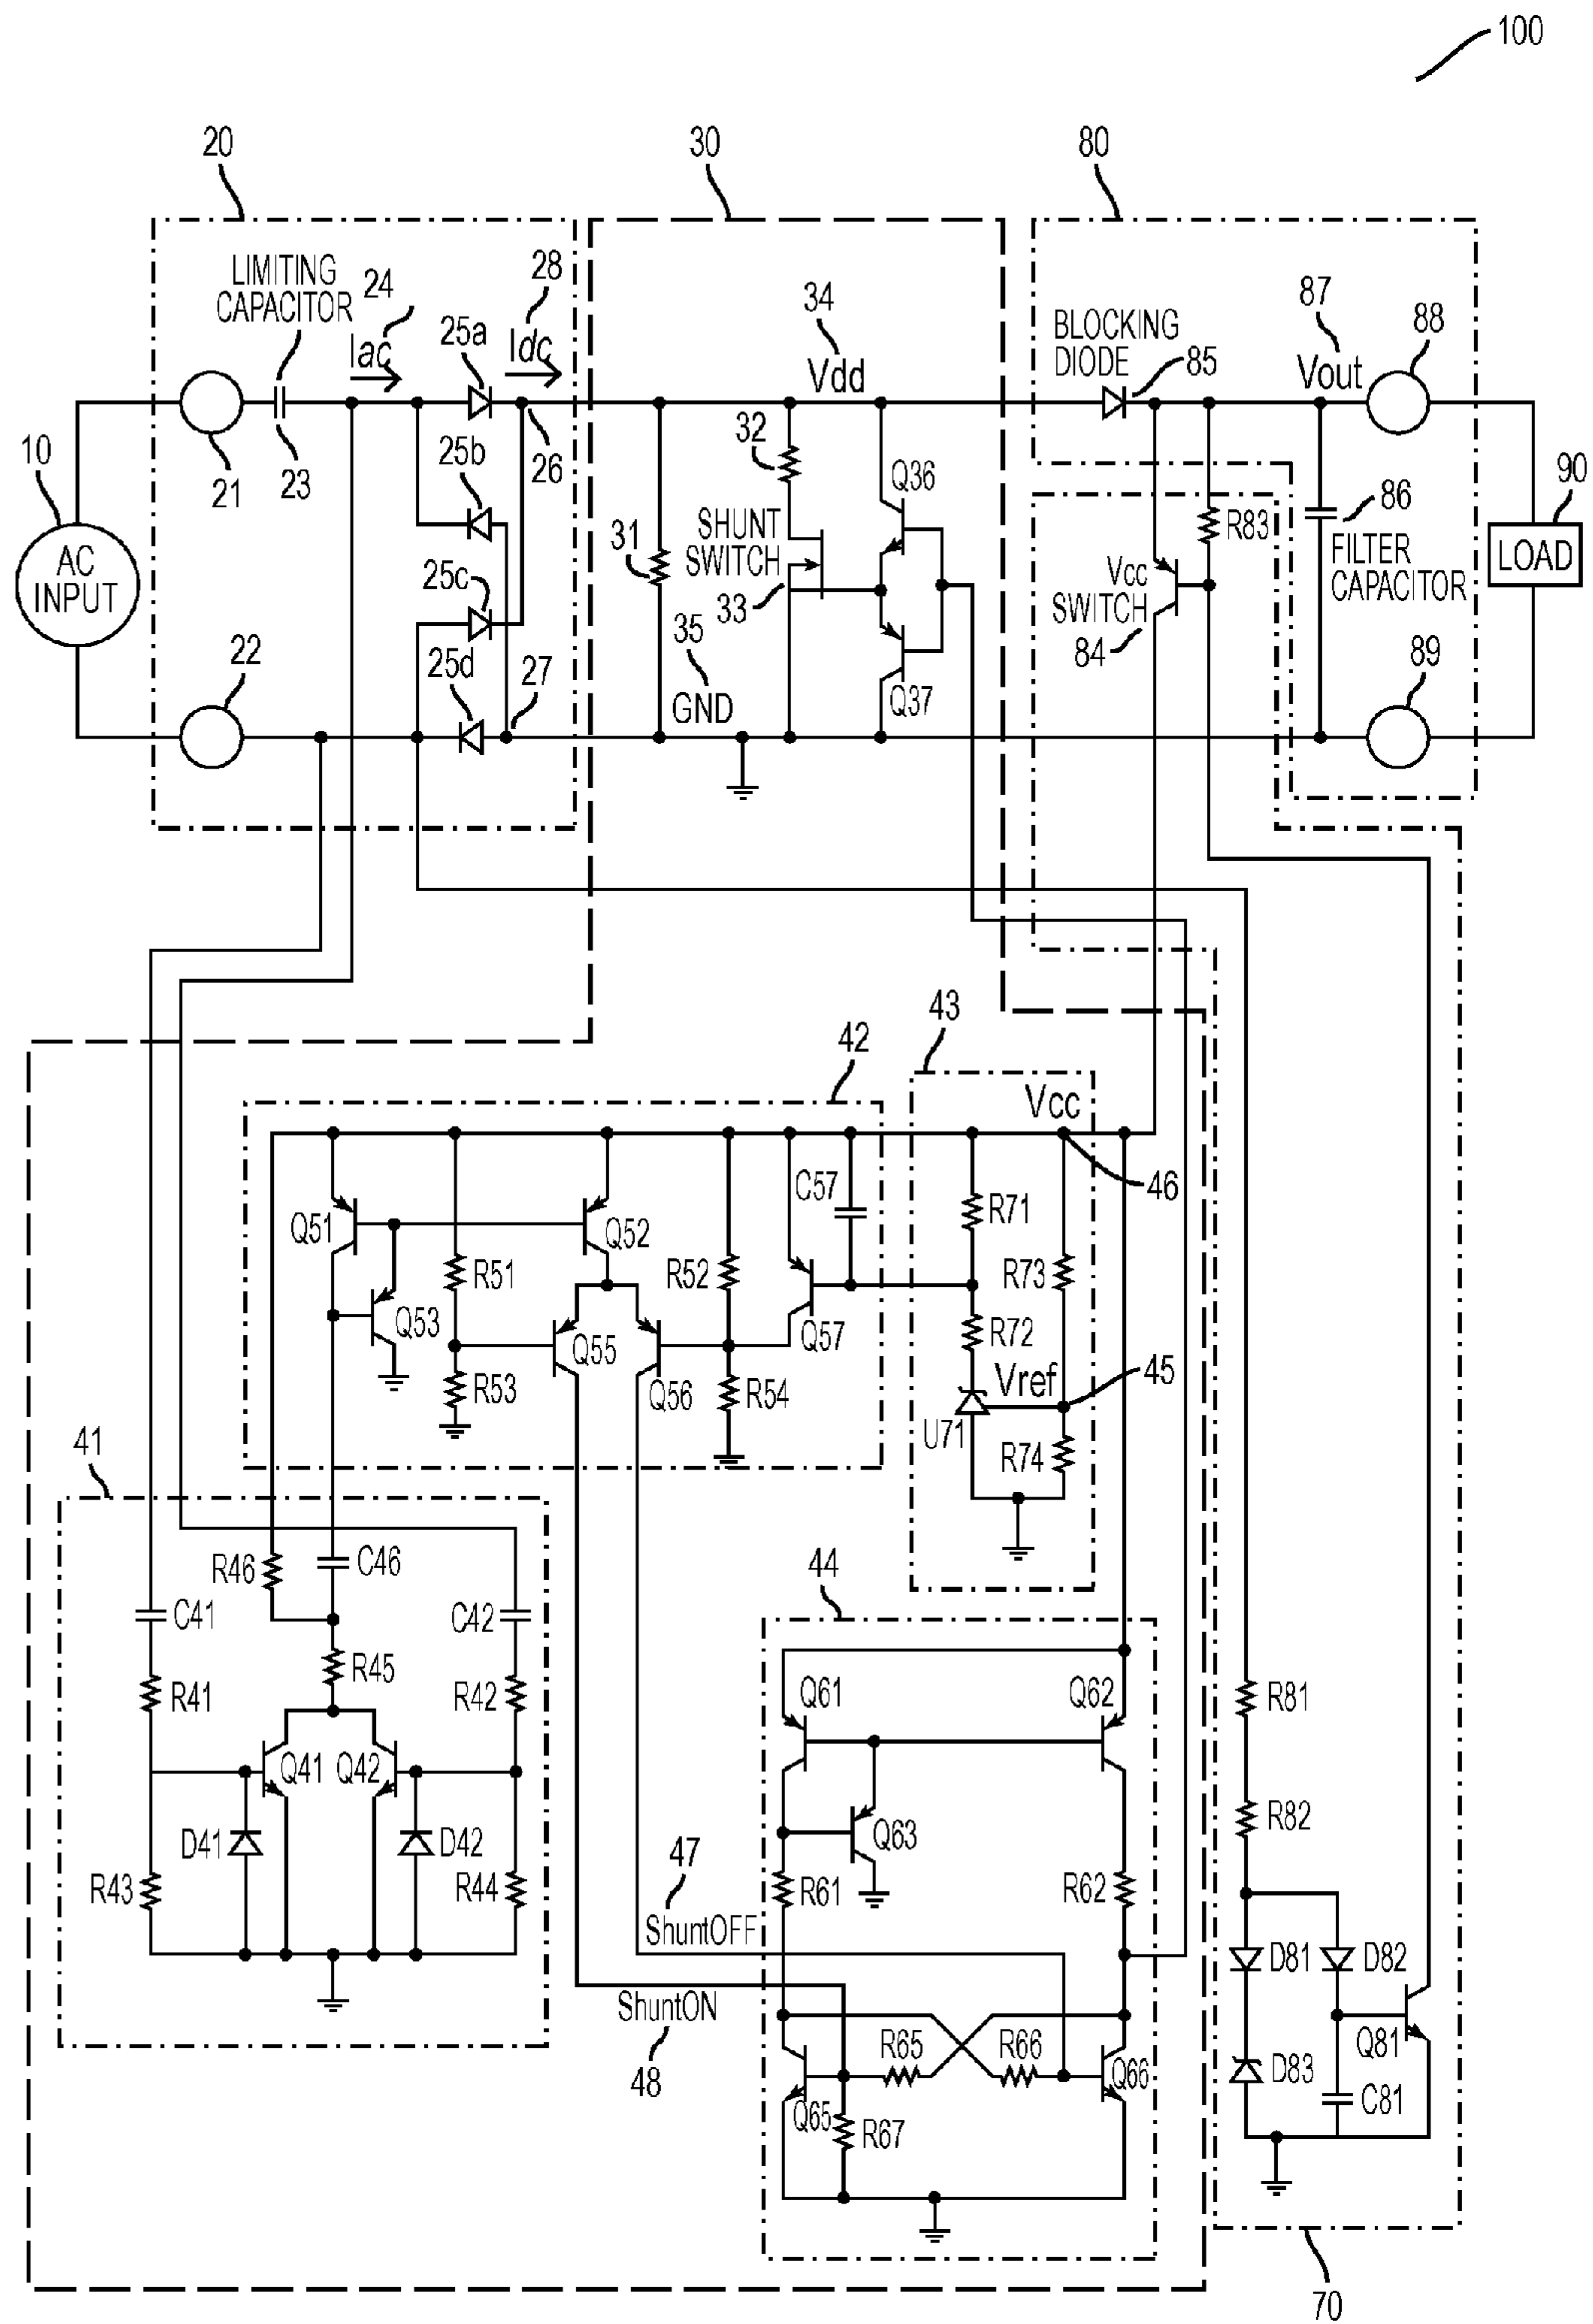 100
20
30
80
LIMITING
CAPACITOR
24
Iac
25a
28
Idc
34
Vdd
BLOCKING
DIODE
85
87
Vout
88
10
AC
INPUT
21
23
25b
26
32
Q36
SHUNT
SWITCH
31
33
R83
86
FILTER
CAPACITOR
90
LOAD
Vcc
SWITCH
84
25c
22
25d
27
35
GND
Q37
89
43
42
Vcc
46
C57
R71
Q51
Q52
R51
R52
R73
Q53
Q55
Q57
R72
R53
Q56
R54
Vref
45
U71
R74
41
R46
C46
44
C41
C42
R45
R41
R42
Q61
Q62
R81
Q41
Q42
D41
D42
Q63
R82
R43
R44
47
ShuntOFF
R61
R62
D81
D82
ShuntON
48
R65
R66
Q81
Q65
Q66
R67
D83
C81
70